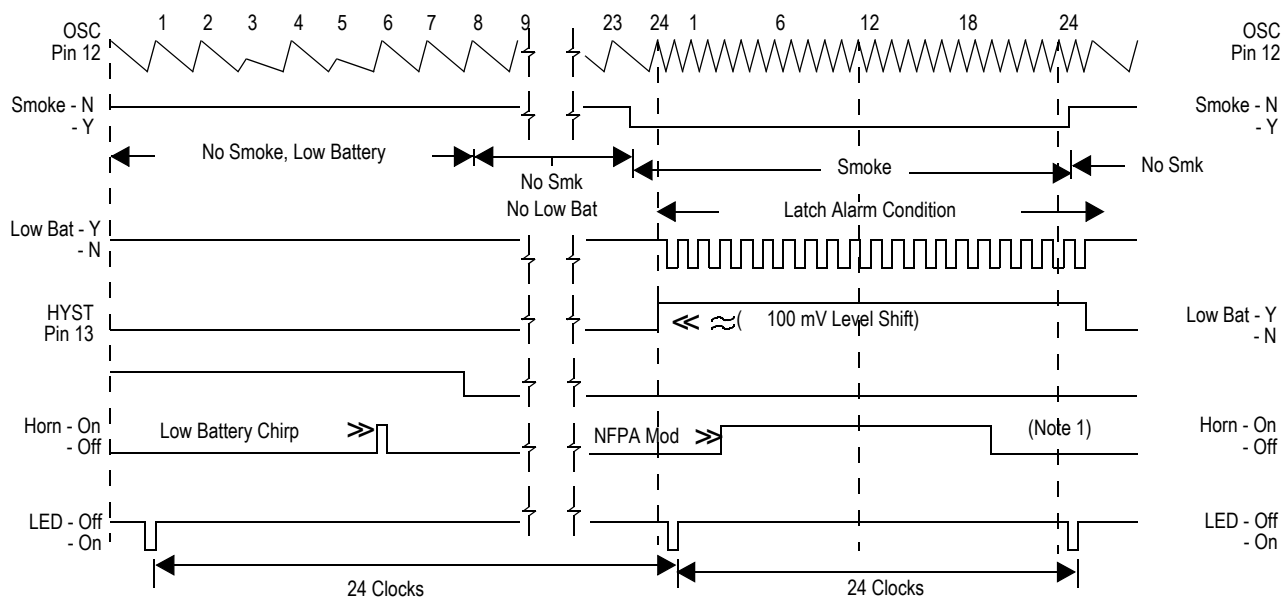 OSC
Pin 12
1 2 3 4 5 6 7 8 9 23 24 1 6 12 18 24
OSC
Pin 12
Smoke - N
- Y
Smoke - N
- Y
No Smoke, Low Battery
No Smk
No Low Bat
Smoke
No Smk
Latch Alarm Condition
Low Bat - Y
- N
HYST
Pin 13
≪ ≈( 100 mV Level Shift)
Low Bat - Y
- N
Horn - On
- Off
Low Battery Chirp ≫
NFPA Mod ≫
(Note 1)
Horn - On
- Off
LED - Off
- On
LED - Off
- On
24 Clocks
24 Clocks